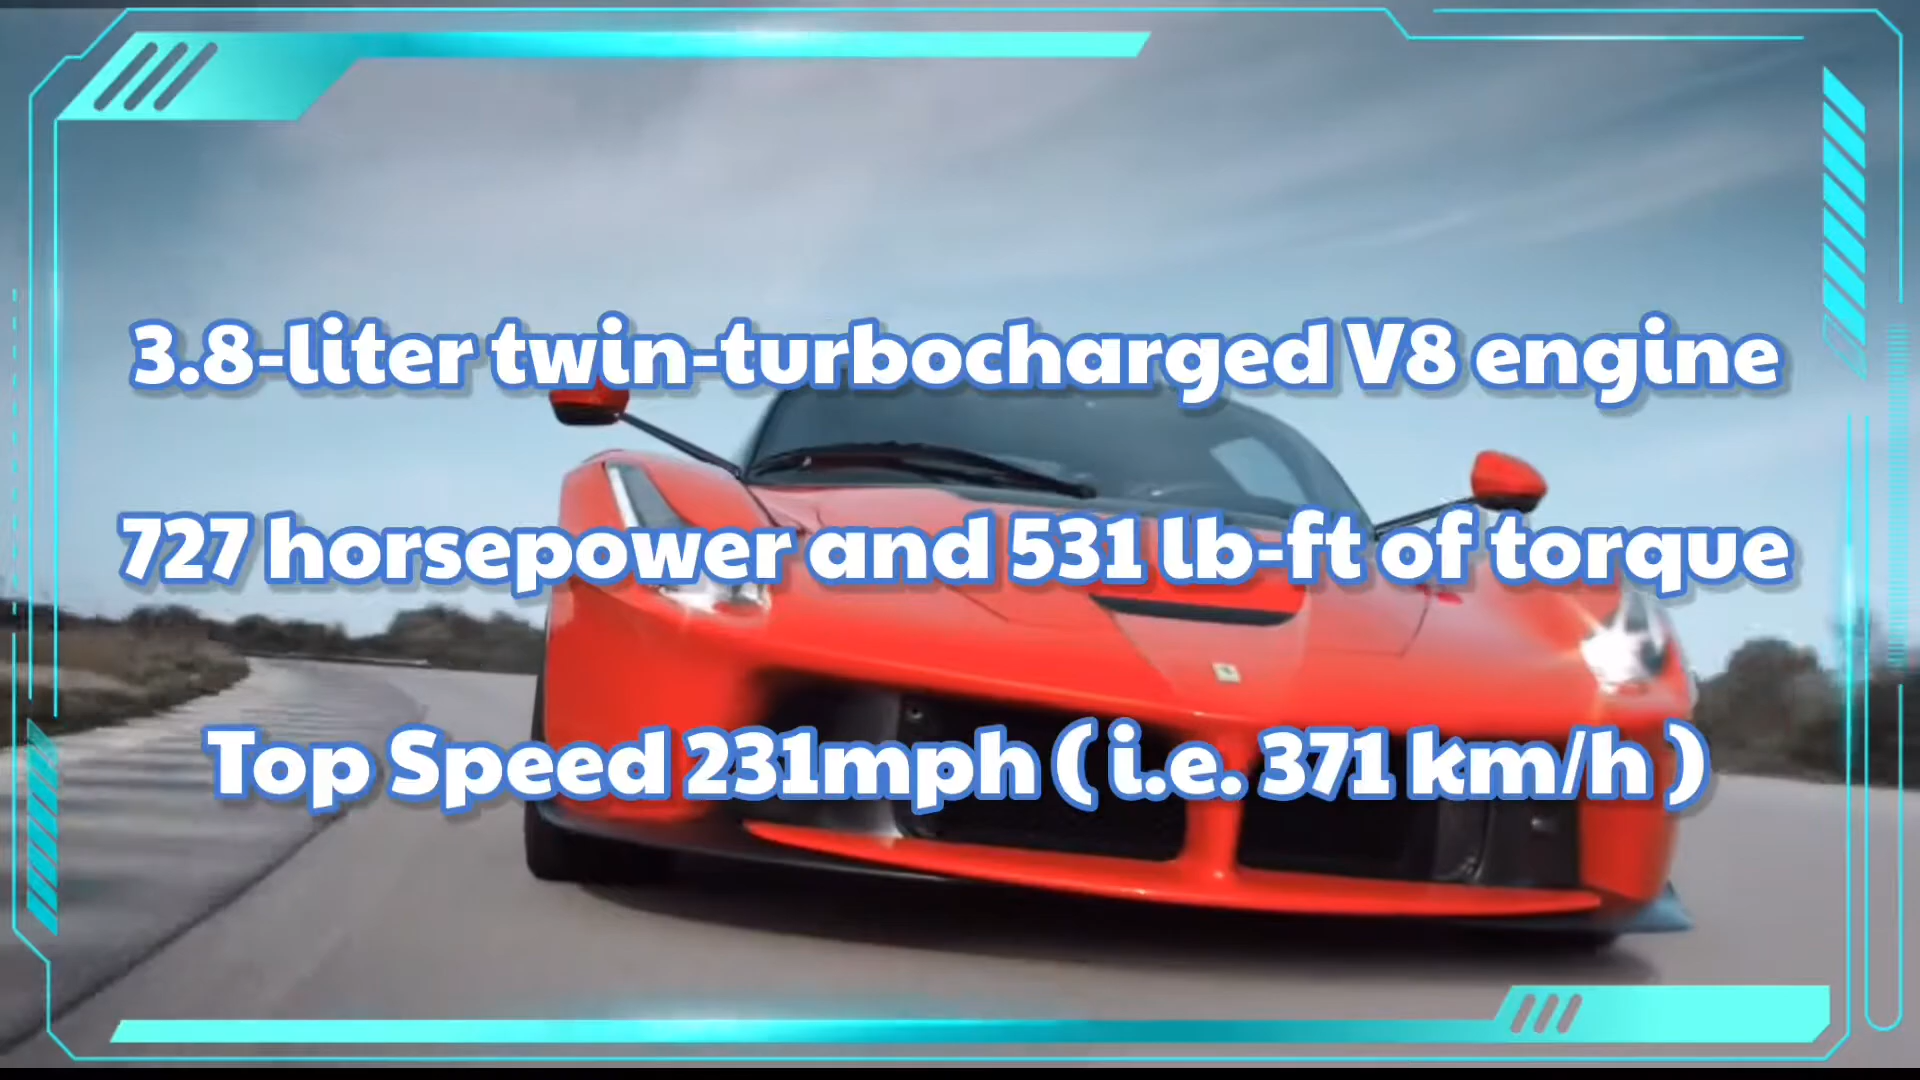 3.8-liter twin-turbocharged V8 engine
727 horsepower and 531 lb-ft of torque
Top Speed 231mph ( i.e. 371 km/h )